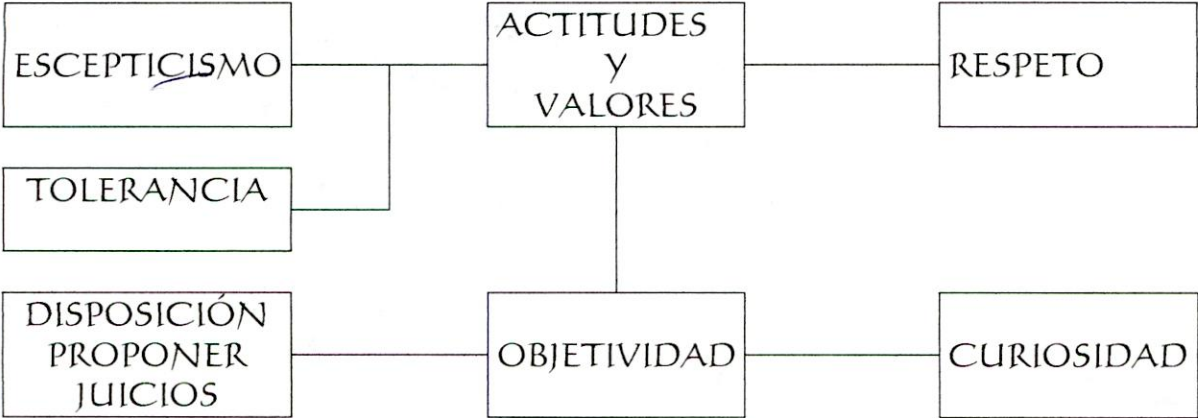 ESCEPTICISMO
ACTITUDES
Y
VALORES
RESPETO
TOLERANCIA
DISPOSICIÓN
PROPONER
JUICIOS
OBJETIVIDAD
CURIOSIDAD